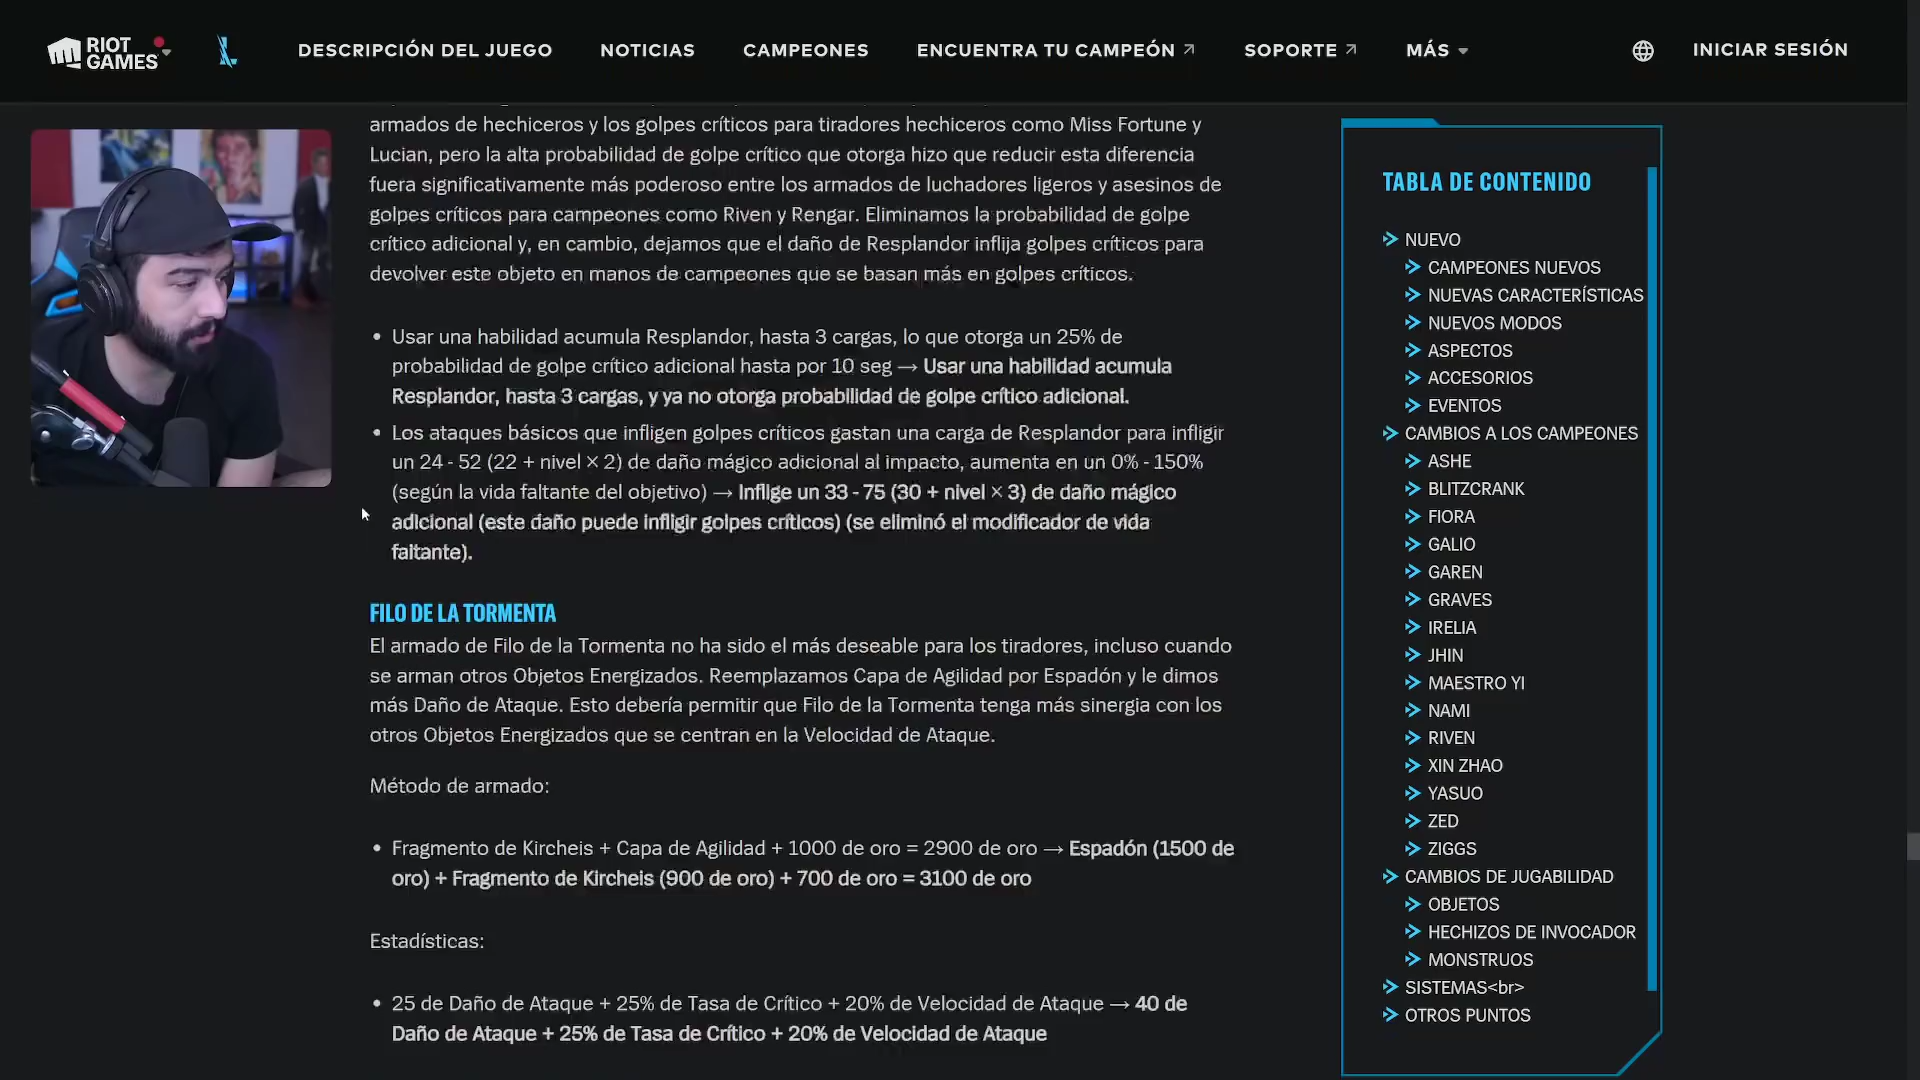 RIOT GAMES
DESCRIPCIÓN DEL JUEGO
NOTICIAS
CAMPEONES
ENCUENTRA TU CAMPEÓN
SOPORTE
MÁS
INICIAR SESIÓN
armados de hechiceros y los golpes críticos para tiradores hechiceros como Miss Fortune y
Lucian, pero la alta probabilidad de golpe crítico que otorga hizo que reducir esta diferencia
fuera significativamente más poderoso entre los armados de luchadores ligeros y asesinos de
golpes críticos para campeones como Riven y Rengar. Eliminamos la probabilidad de golpe
crítico adicional y, en cambio, dejamos que el daño de Resplandor inflija golpes críticos para
devolver este objeto en manos de campeones que se basan más en golpes críticos.
• Usar una habilidad acumula Resplandor, hasta 3 cargas, lo que otorga un 25% de
probabilidad de golpe crítico adicional hasta por 10 seg → Usar una habilidad acumula
Resplandor, hasta 3 cargas, y ya no otorga probabilidad de golpe crítico adicional.
• Los ataques básicos que infligen golpes críticos gastan una carga de Resplandor para infligir
un 24 - 52 (22 + nivel × 2) de daño mágico adicional al impacto, aumenta en un 0% - 150%
(según la vida faltante del objetivo) → Inflige un 33 - 75 (30 + nivel × 3) de daño mágico
adicional (este daño puede infligir golpes críticos) (se eliminó el modificador de vida
faltante).
FILO DE LA TORMENTA
El armado de Filo de la Tormenta no ha sido el más deseable para los tiradores, incluso cuando
se arman otros Objetos Energizados. Reemplazamos Capa de Agilidad por Espadón y le dimos
más Daño de Ataque. Esto debería permitir que Filo de la Tormenta tenga más sinergia con los
otros Objetos Energizados que se centran en la Velocidad de Ataque.
Método de armado:
• Fragmento de Kircheis + Capa de Agilidad + 1000 de oro = 2900 de oro → Espadón (1500 de
oro) + Fragmento de Kircheis (900 de oro) + 700 de oro = 3100 de oro
Estadísticas:
• 25 de Daño de Ataque + 25% de Tasa de Crítico + 20% de Velocidad de Ataque → 40 de
Daño de Ataque + 25% de Tasa de Crítico + 20% de Velocidad de Ataque
TABLA DE CONTENIDO
NUEVO
CAMPEONES NUEVOS
NUEVAS CARACTERÍSTICAS
NUEVOS MODOS
ASPECTOS
ACCESORIOS
EVENTOS
CAMBIOS A LOS CAMPEONES
ASHE
BLITZCRANK
FIORA
GALIO
GAREN
GRAVES
IRELIA
JHIN
MAESTRO YI
NAMI
RIVEN
XIN ZHAO
YASUO
ZED
ZIGGS
CAMBIOS DE JUGABILIDAD
OBJETOS
HECHIZOS DE INVOCADOR
MONSTRUOS
SISTEMAS<br>
OTROS PUNTOS